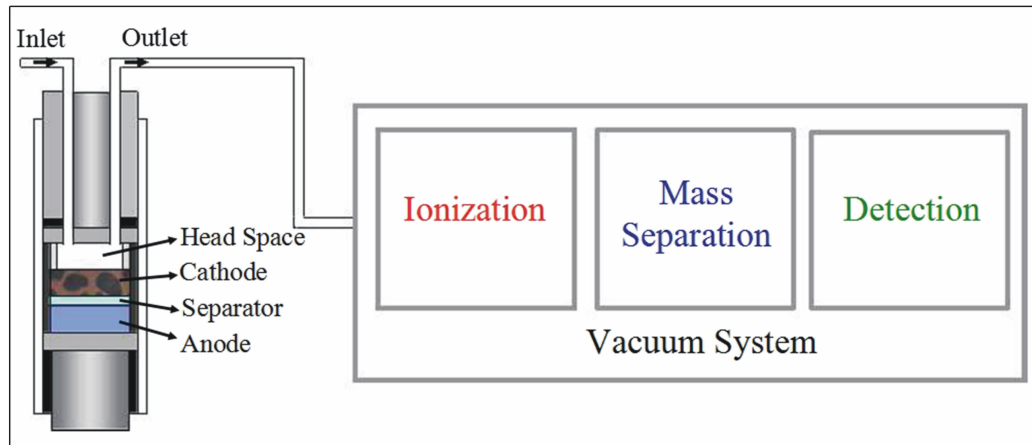 Inlet
Outlet
Head Space
Cathode
Separator
Anode
Ionization
Mass
Separation
Detection
Vacuum System